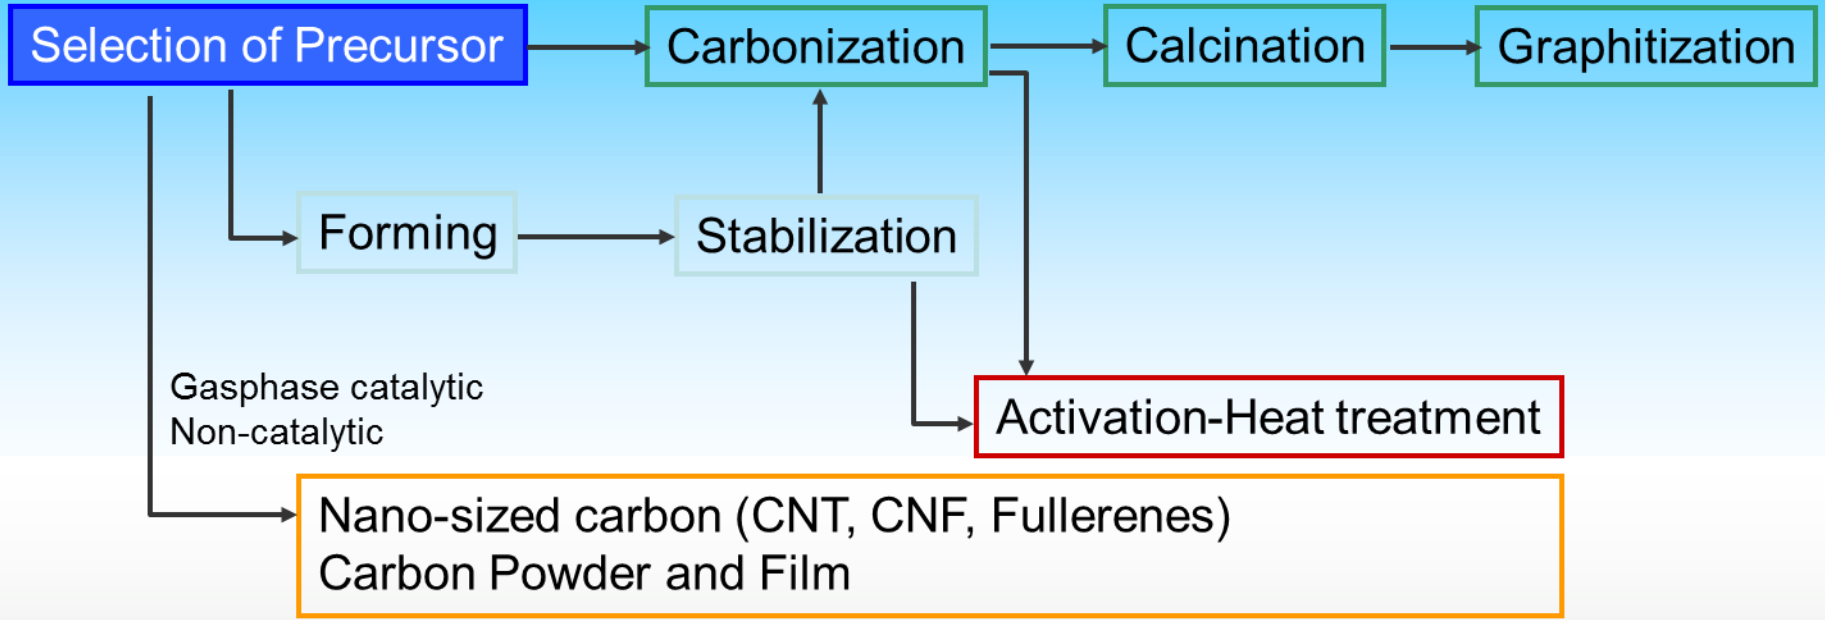 Selection of Precursor
Carbonization
Calcination
Graphitization
Forming
Stabilization
Gasphase catalytic
Non-catalytic
Activation-Heat treatment
Nano-sized carbon (CNT, CNF, Fullerenes)
Carbon Powder and Film